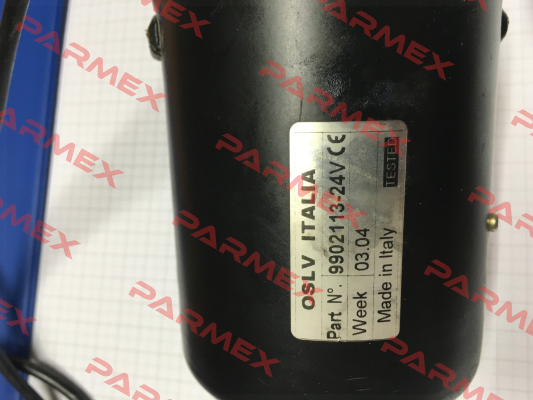 OSLV ITALIA
Part N°. 9902113-24V CE
Week 03.04
Made in Italy TESTED
PARMEX
PARMEX
PARMEX
PARMEX
PARMEX
PARMEX
PARMEX
PARMEX
PARMEX